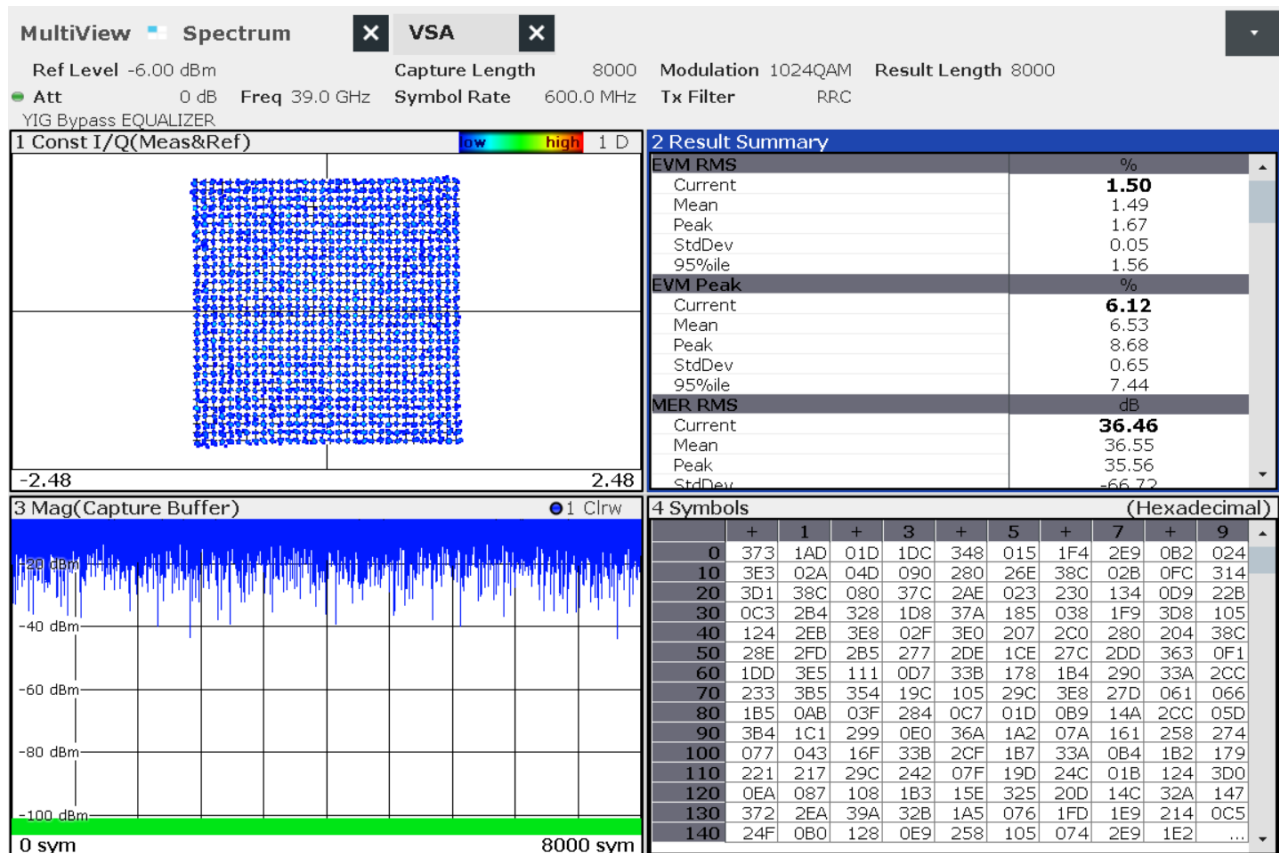 MultiView Spectrum X VSA X
Ref Level -6.00 dBm Capture Length 8000 Modulation 1024QAM Result Length 8000
Att 0 dB Freq 39.0 GHz Symbol Rate 600.0 MHz Tx Filter RRC
YIG Bypass EQUALIZER
1 Const I/Q(Meas&Ref) low high 1 D
-2.48 2.48
2 Result Summary
EVM RMS %
Current 1.50
Mean 1.49
Peak 1.67
StdDev 0.05
95%ile 1.56
EVM Peak %
Current 6.12
Mean 6.53
Peak 8.68
StdDev 0.65
95%ile 7.44
MER RMS dB
Current 36.46
Mean 36.55
Peak 35.56
StdDev -66.72
3 Mag(Capture Buffer) 1 Clrw
-20 dBm
-40 dBm
-60 dBm
-80 dBm
-100 dBm
0 sym 8000 sym
4 Symbols (Hexadecimal)
+ 1 + 3 + 5 + 7 + 9
0 373 1AD 01D 1DC 348 015 1F4 2E9 0B2 024
10 3E3 02A 04D 090 280 26E 38C 02B 0FC 314
20 3D1 38C 080 37C 2AE 023 230 134 0D9 22B
30 0C3 2B4 328 1D8 37A 185 038 1F9 3D8 105
40 124 2EB 3E8 02F 3E0 207 2C0 280 204 38C
50 28E 2FD 2B5 277 2DE 1CE 27C 2DD 363 0F1
60 1DD 3E5 111 0D7 33B 178 1B4 290 33A 2CC
70 233 3B5 354 19C 105 29C 3E8 27D 061 066
80 1B5 0AB 03F 284 0C7 01D 0B9 14A 2CC 05D
90 3B4 1C1 299 0E0 36A 1A2 07A 161 258 274
100 077 043 16F 33B 2CF 1B7 33A 0B4 1B2 179
110 221 217 29C 242 07F 19D 24C 01B 124 3D0
120 0EA 087 108 1B3 15E 325 20D 14C 32A 147
130 372 2EA 39A 32B 1A5 076 1FD 1E9 214 0C5
140 24F 0B0 128 0E9 258 105 074 2E9 1E2 ...